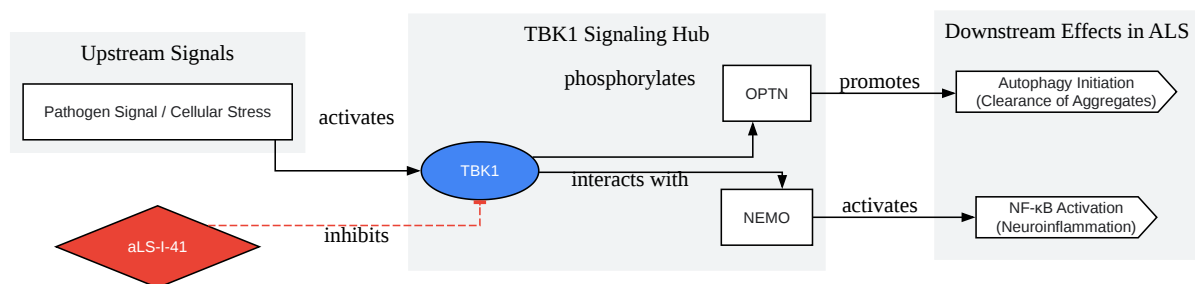 Upstream Signals
Pathogen Signal / Cellular Stress
activates
TBK1 Signaling Hub
phosphorylates
OPTN
promotes
TBK1
interacts with
NEMO
activates
aLS-I-41
inhibits
Downstream Effects in ALS
Autophagy Initiation
(Clearance of Aggregates)
NF-κB Activation
(Neuroinflammation)